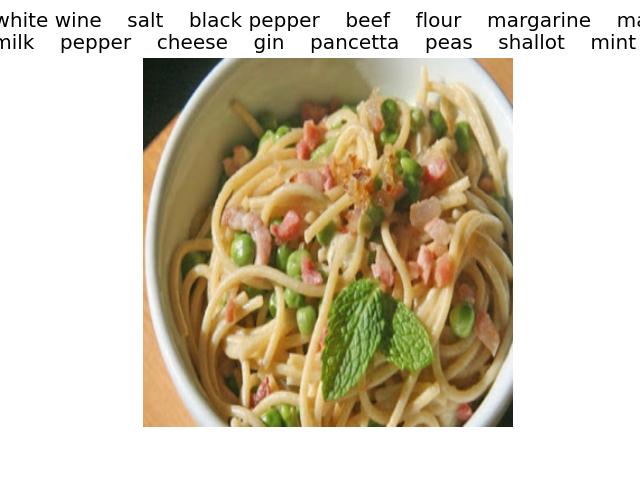 white wine salt black pepper beef flour margarine
milk pepper cheese gin pancetta peas shallot mint